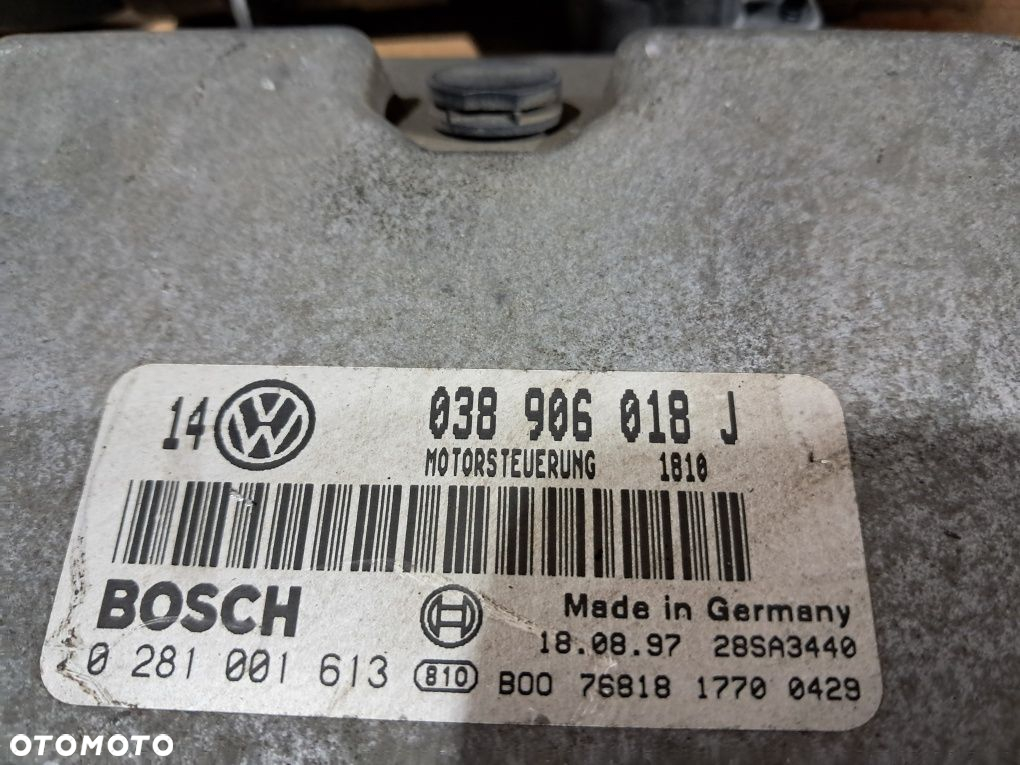 14 038 906 018 J
MOTORSTEUERUNG 1810
BOSCH
Made in Germany
18.08.97 28SA3440
0 281 001 613 810 B00 76818 1770 0429
OTOMOTO